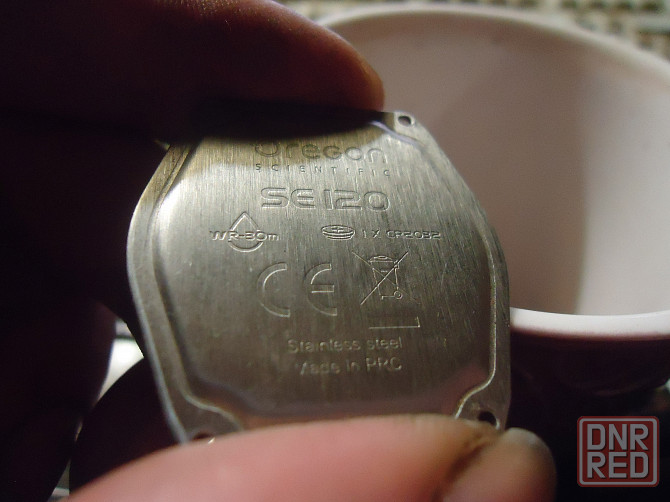 Oregon
SCIENTIFIC
SE120
WR-30m 1 X CR2032
CE
Stainless steel
Made in PRC
DNR
RED